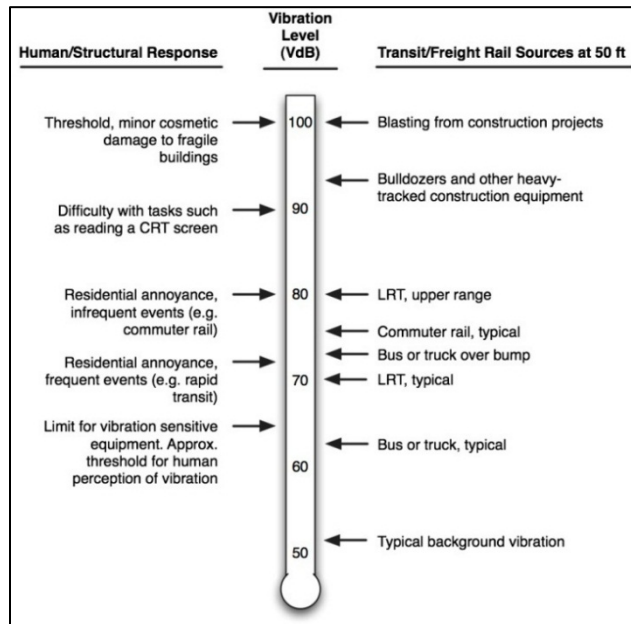 Human/Structural Response
Vibration
Level
(VdB)
Transit/Freight Rail Sources at 50 ft
Threshold, minor cosmetic
damage to fragile
buildings
100
Blasting from construction projects
Bulldozers and other heavy-
tracked construction equipment
Difficulty with tasks such
as reading a CRT screen
90
Residential annoyance,
infrequent events (e.g.
commuter rail)
80
LRT, upper range
Commuter rail, typical
Bus or truck over bump
Residential annoyance,
frequent events (e.g. rapid
transit)
70
LRT, typical
Limit for vibration sensitive
equipment. Approx.
threshold for human
perception of vibration
60
Bus or truck, typical
50
Typical background vibration